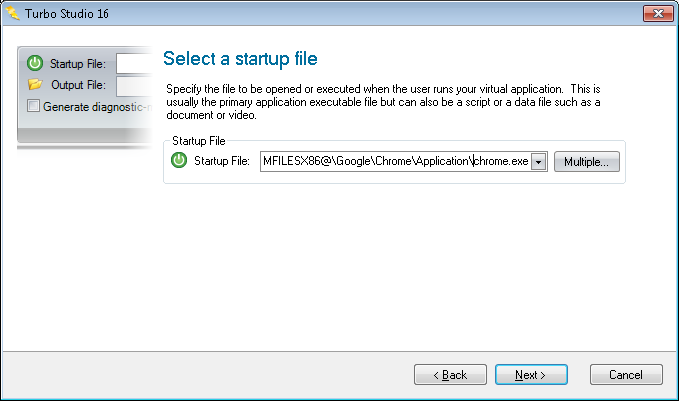 Turbo Studio 16
Startup File:
Output File:
Generate diagnostic-m
Select a startup file
Specify the file to be opened or executed when the user runs your virtual application. This is
usually the primary application executable file but can also be a script or a data file such as a
document or video.
Startup File
Startup File: MFILESX86@\Google\Chrome\Application\chrome.exe Multiple...
< Back Next > Cancel